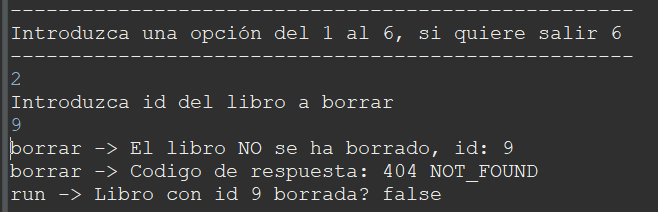 ----------------------------------------------------
Introduzca una opción del 1 al 6, si quiere salir 6
----------------------------------------------------
2
Introduzca id del libro a borrar
9
borrar -> El libro NO se ha borrado, id: 9
borrar -> Codigo de respuesta: 404 NOT_FOUND
run -> Libro con id 9 borrada? false